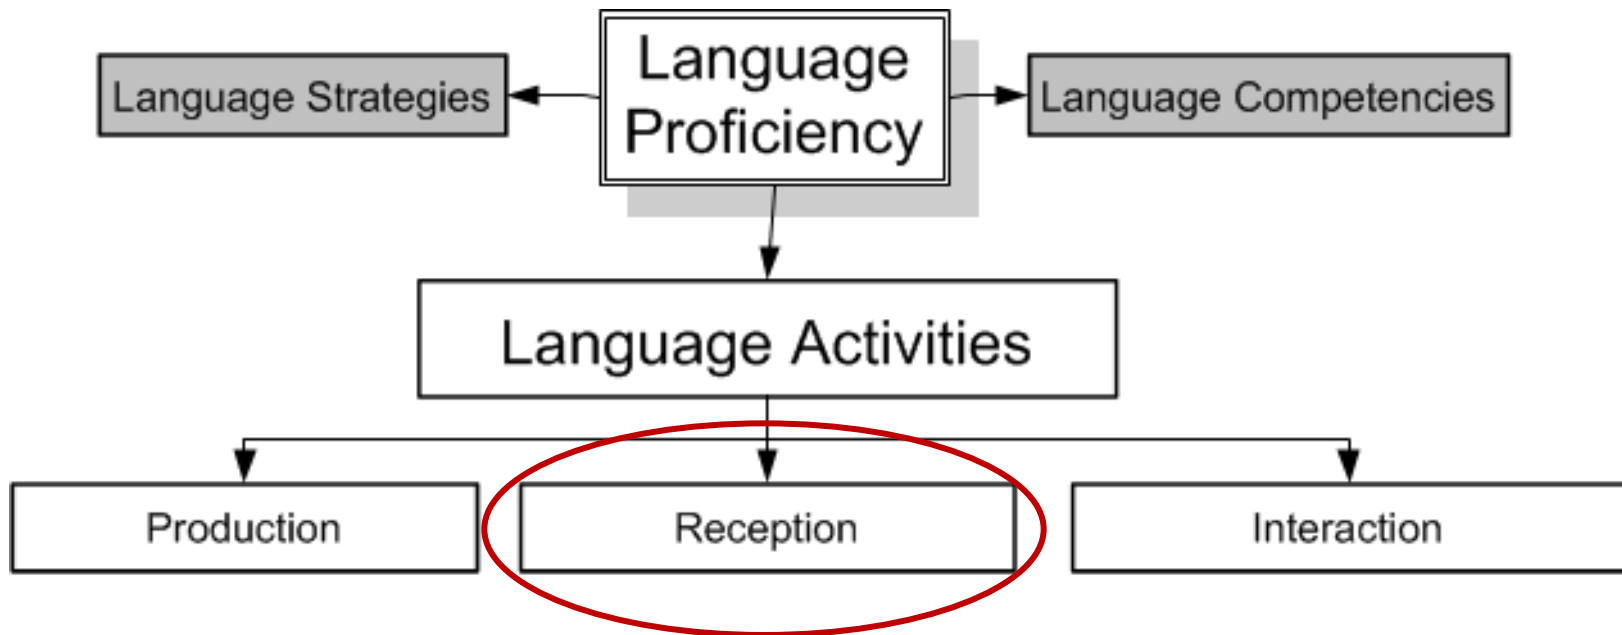 Language
Proficiency
Language Strategies
Language Competencies
Language Activities
Production
Reception
Interaction